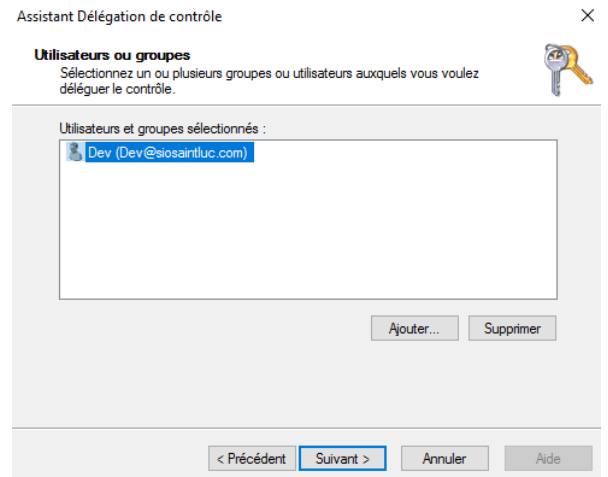 Assistant Délégation de contrôle
Utilisateurs ou groupes
Sélectionnez un ou plusieurs groupes ou utilisateurs auxquels vous voulez
déléguer le contrôle.
Utilisateurs et groupes sélectionnés :
Dev (Dev@siosaintluc.com)
Ajouter... Supprimer
< Précédent Suivant > Annuler Aide